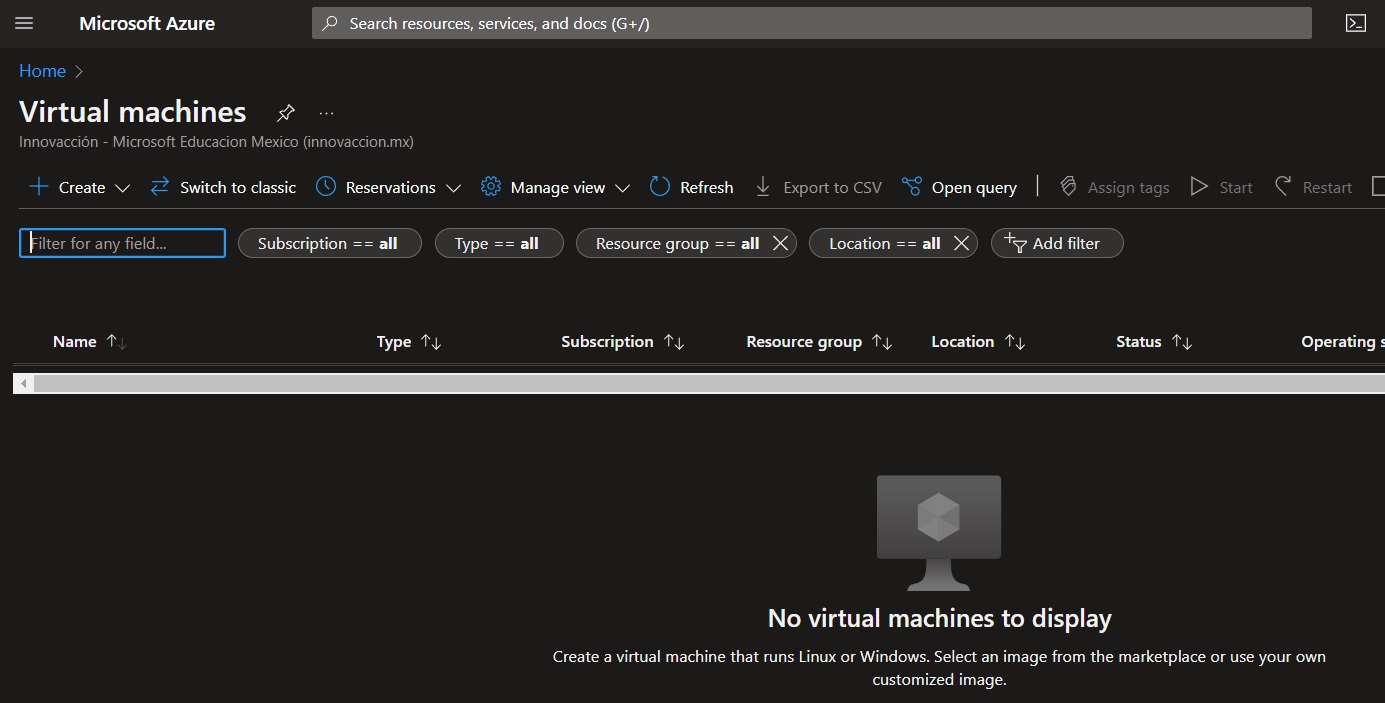 Microsoft Azure
Search resources, services, and docs (G+/)
Home
Virtual machines
Innovacción - Microsoft Educacion Mexico (innovaccion.mx)
Create Switch to classic Reservations Manage view Refresh Export to CSV Open query Assign tags Start Restart
Filter for any field... Subscription == all Type == all Resource group == all Location == all Add filter
Name Type Subscription Resource group Location Status Operating s
No virtual machines to display
Create a virtual machine that runs Linux or Windows. Select an image from the marketplace or use your own
customized image.